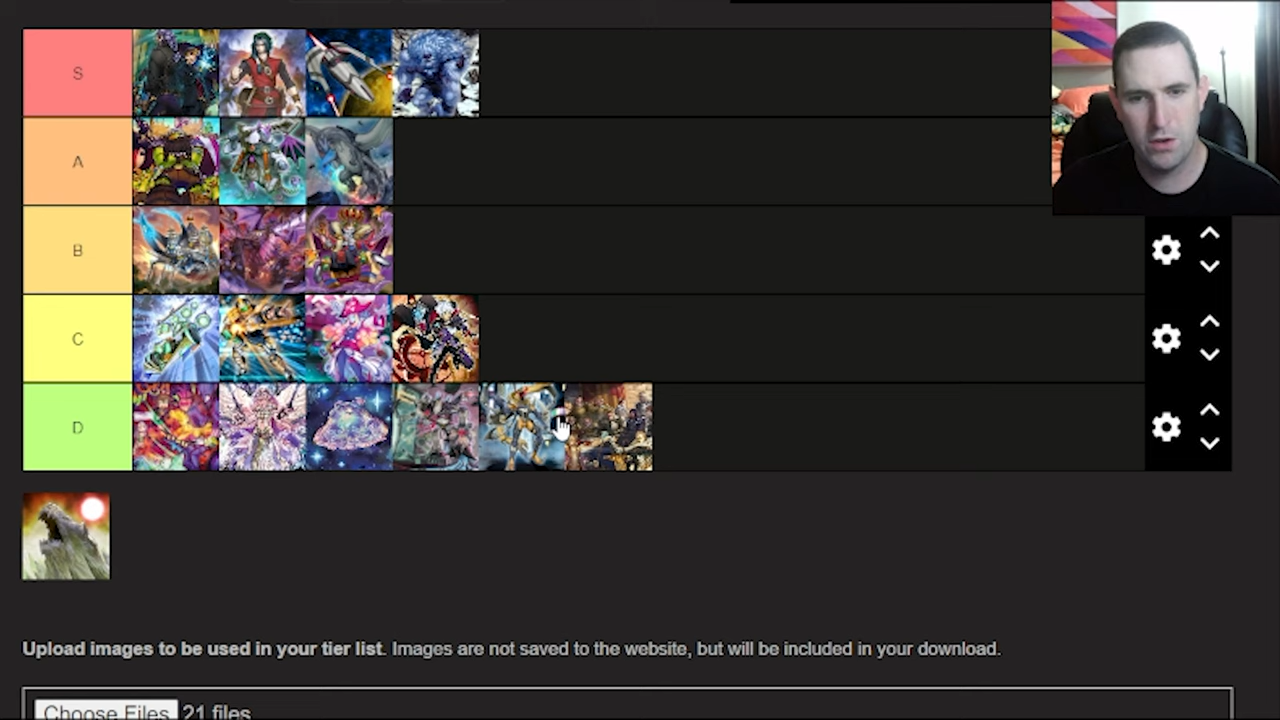 S
A
B
C
D
Upload images to be used in your tier list. Images are not saved to the website, but will be included in your download.
Choose Files 21 files